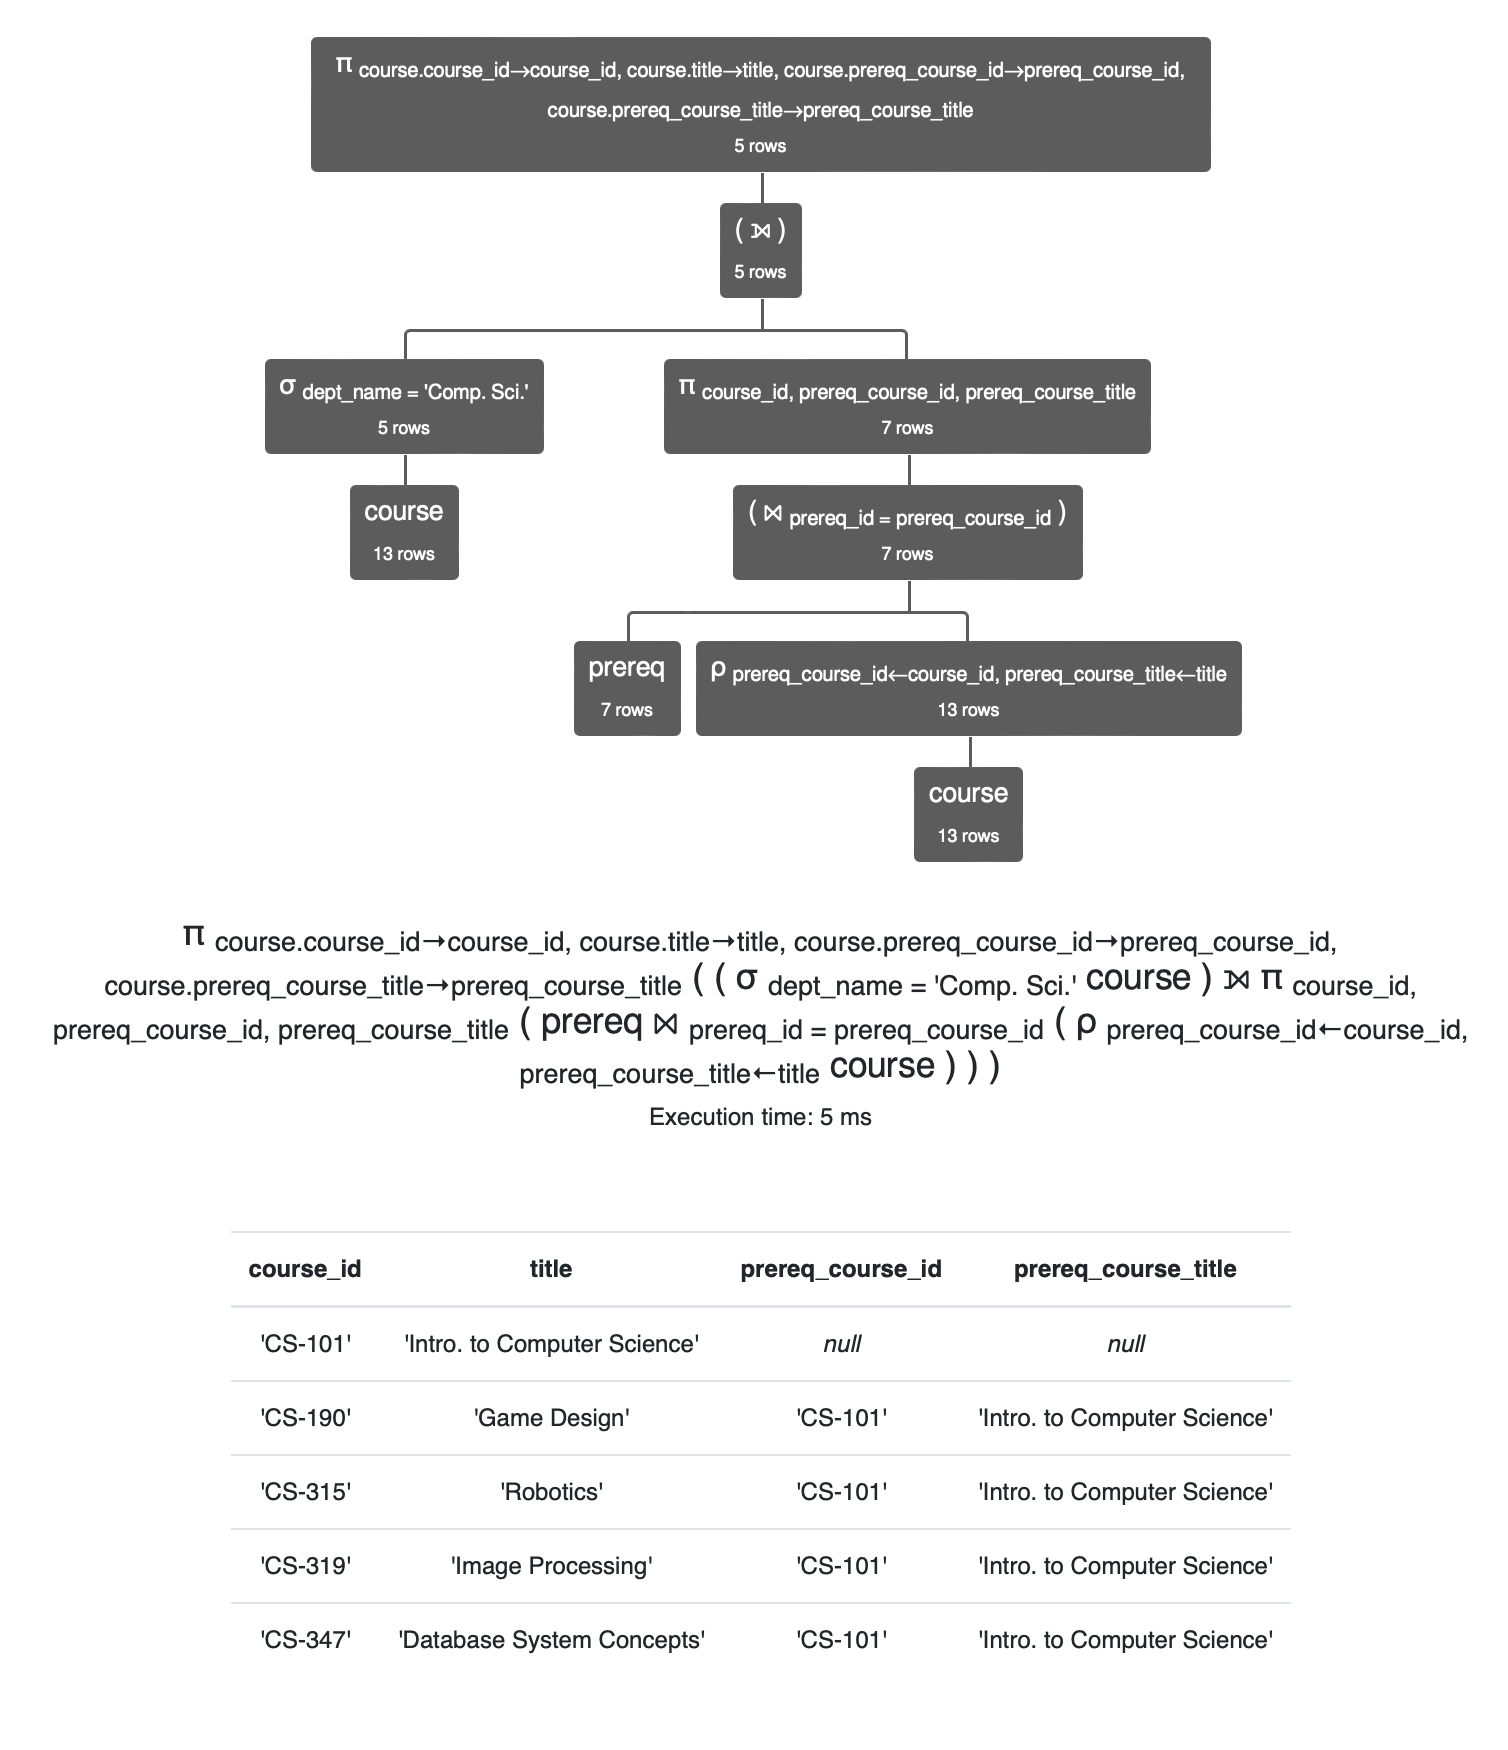 π course.course_id→course_id, course.title→title, course.prereq_course_id→prereq_course_id,
course.prereq_course_title→prereq_course_title
5 rows
( ⟕ )
5 rows
σ dept_name = 'Comp. Sci.'
5 rows
π course_id, prereq_course_id, prereq_course_title
7 rows
course
13 rows
( ⋈ prereq_id = prereq_course_id )
7 rows
prereq
7 rows
ρ prereq_course_id←course_id, prereq_course_title←title
13 rows
course
13 rows
π course.course_id→course_id, course.title→title, course.prereq_course_id→prereq_course_id,
course.prereq_course_title→prereq_course_title ( ( σ dept_name = 'Comp. Sci.' course ) ⟕ π course_id,
prereq_course_id, prereq_course_title ( prereq ⋈ prereq_id = prereq_course_id ( ρ prereq_course_id←course_id,
prereq_course_title←title course ) ) )
Execution time: 5 ms
course_id title prereq_course_id prereq_course_title
'CS-101' 'Intro. to Computer Science' null null
'CS-190' 'Game Design' 'CS-101' 'Intro. to Computer Science'
'CS-315' 'Robotics' 'CS-101' 'Intro. to Computer Science'
'CS-319' 'Image Processing' 'CS-101' 'Intro. to Computer Science'
'CS-347' 'Database System Concepts' 'CS-101' 'Intro. to Computer Science'